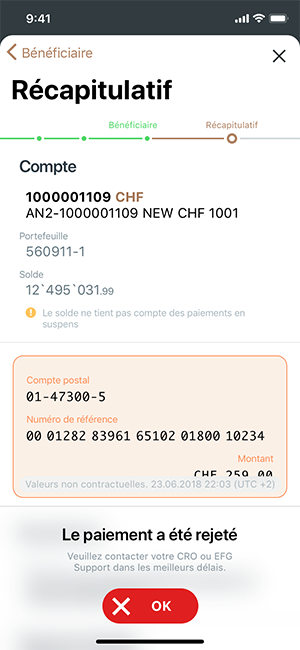 9:41
Bénéficiaire
Récapitulatif
Bénéficiaire Récapitulatif
Compte
1000001109 CHF
AN2-1000001109 NEW CHF 1001
Portefeuille
560911-1
Solde
12`495`031.99
Le solde ne tient pas compte des paiements en
suspens
Compte postal
01-47300-5
Numéro de référence
00 01282 83961 65102 01800 10234
Montant
CHF 259.00
Valeurs non contractuelles. 23.06.2018 22:03 (UTC +2)
Le paiement a été rejeté
Veuillez contacter votre CRO ou EFG
Support dans les meilleurs délais.
OK